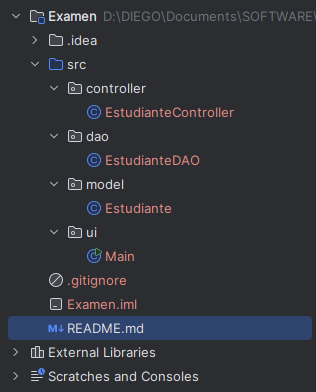 Examen D:\DIEGO\Documents\SOFTWARE\
.idea
src
controller
EstudianteController
dao
EstudianteDAO
model
Estudiante
ui
Main
.gitignore
Examen.iml
README.md
External Libraries
Scratches and Consoles